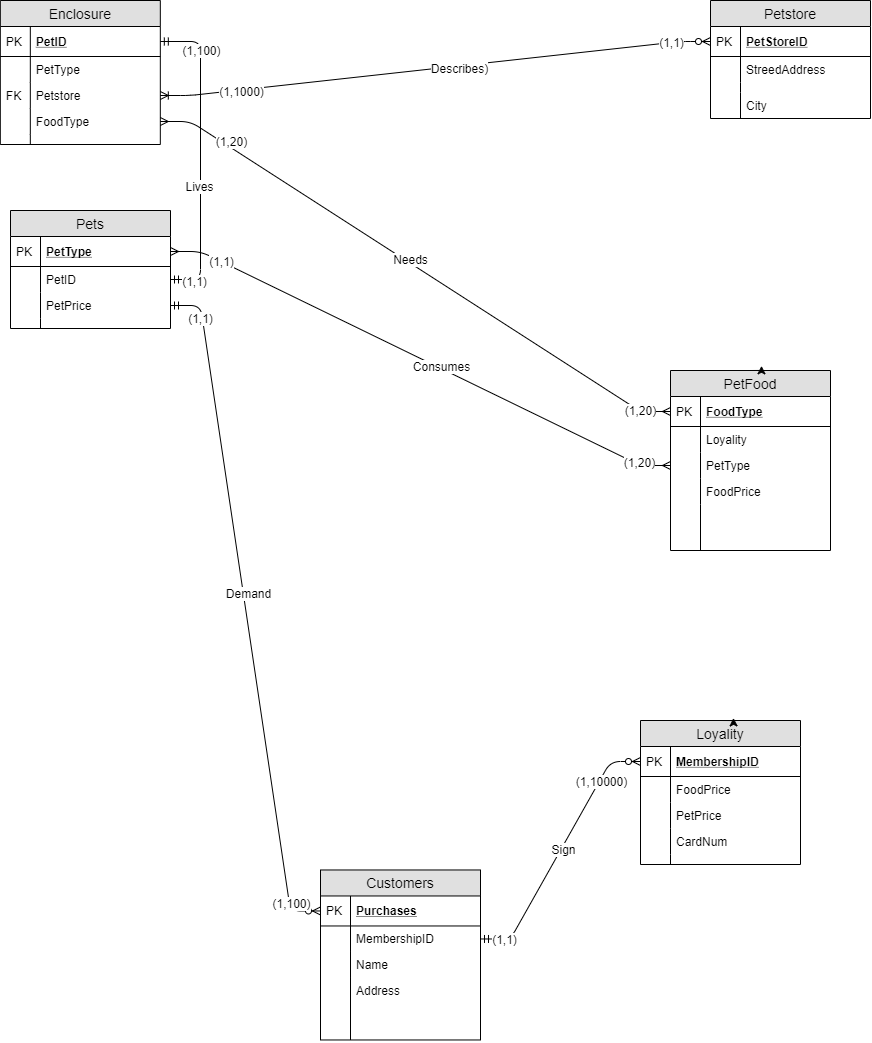 Enclosure
PK PetID
PetType
FK Petstore
FoodType
(1,100)
(1,1000)
(1,20)
Describes)
(1,1)
Petstore
PK PetStoreID
StreedAddress
City
Lives
Pets
PK PetType
PetID
PetPrice
(1,1)
(1,1)
(1,1)
Needs
Consumes
(1,20)
(1,20)
PetFood
PK FoodType
Loyality
PetType
FoodPrice
Demand
Loyality
PK MembershipID
FoodPrice
PetPrice
CardNum
(1,10000)
Sign
(1,1)
(1,100)
Customers
PK Purchases
MembershipID
Name
Address